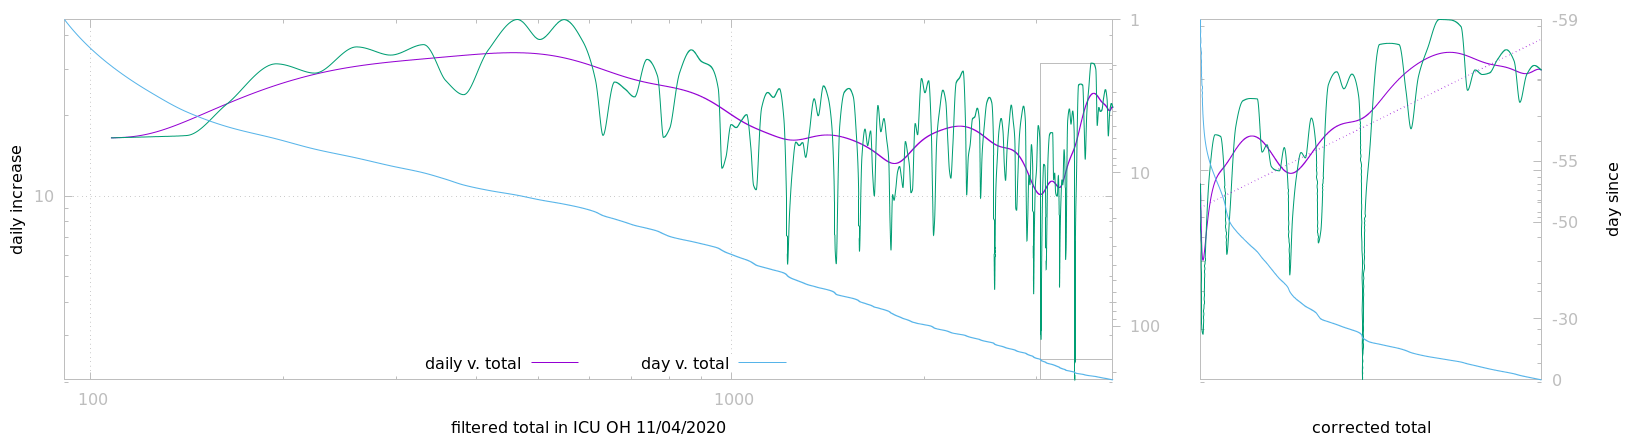 daily increase
10
1
10
100
daily v. total
day v. total
100
1000
filtered total in ICU OH 11/04/2020
-59
-55
-50
-30
0
day since
corrected total